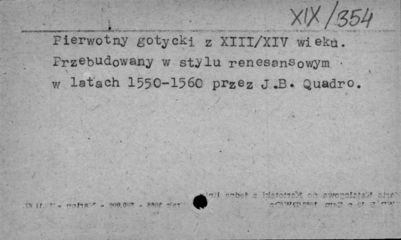 XIX/354
Pierwotny gotycki z XIII/XIV wieku.
Przebudowany w stylu renesansowym
w latach 1550-1560 przez J.B. Quadro.